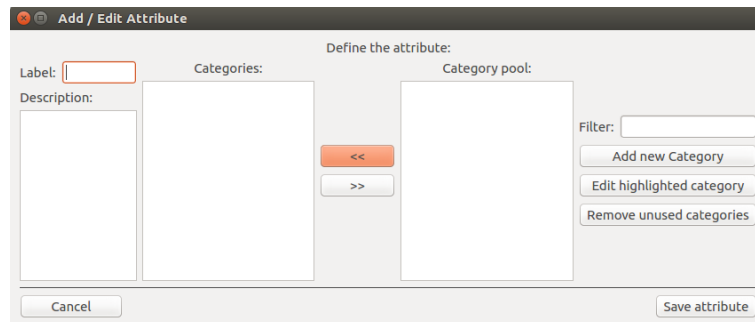 Add / Edit Attribute
Define the attribute:
Label:
Categories:
Category pool:
Description:
Filter:
<<
Add new Category
>>
Edit highlighted category
Remove unused categories
Cancel
Save attribute